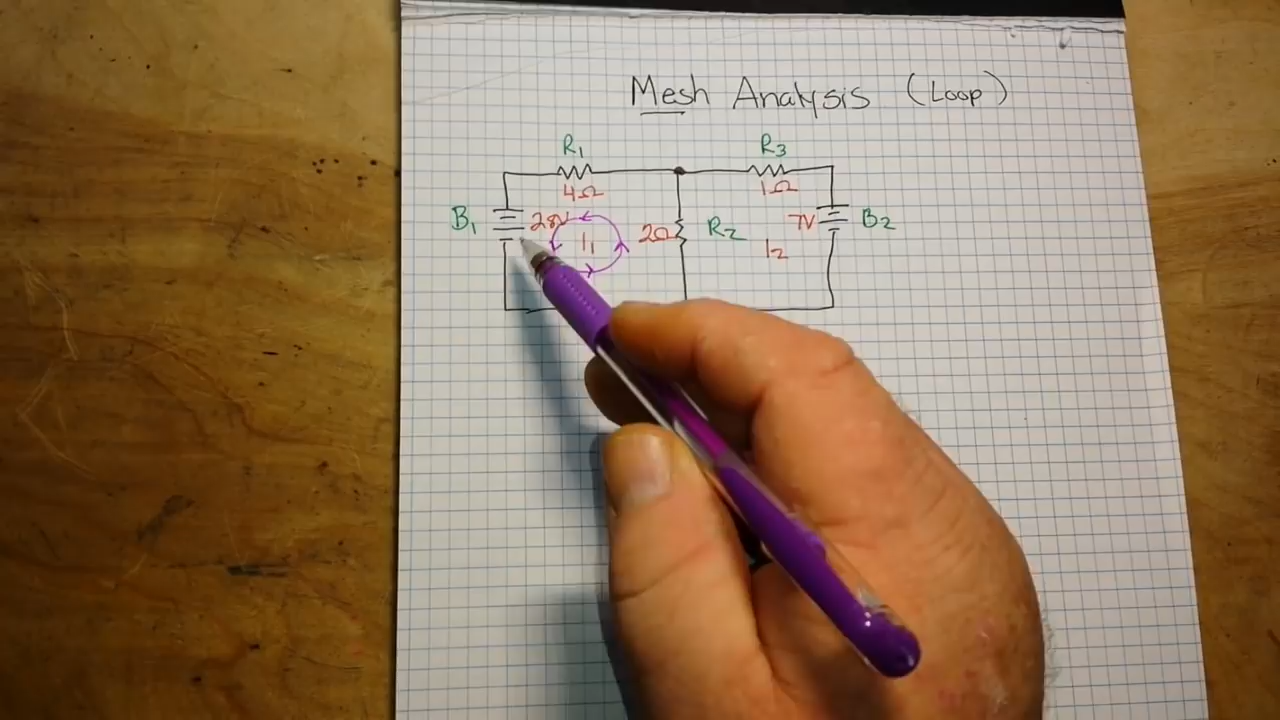 Mesh Analysis (Loop)
R1 R3
4Ω 1Ω
B1 28V I1 2Ω R2 I2 7V B2